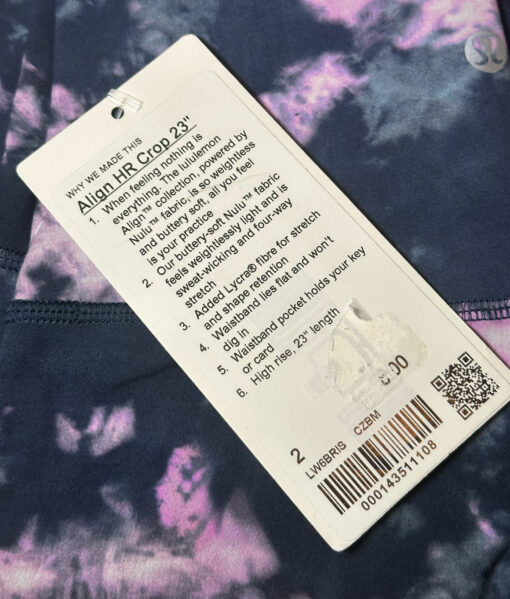 WHY WE MADE THIS
Align HR Crop 23"
1. When feeling nothing is
everything. The lululemon
Align™ collection, powered by
Nulu™ fabric, is so weightless
and buttery soft, all you feel
is your practice
2. Our buttery-soft Nulu™ fabric
feels weightlessly light and is
sweat-wicking and four-way
stretch
3. Added Lycra® fibre for stretch
and shape retention
4. Waistband lies flat and won't
dig in
5. Waistband pocket holds your key
or card
6. High rise, 23" length
2
LW6BRIS CZBM
000143511108